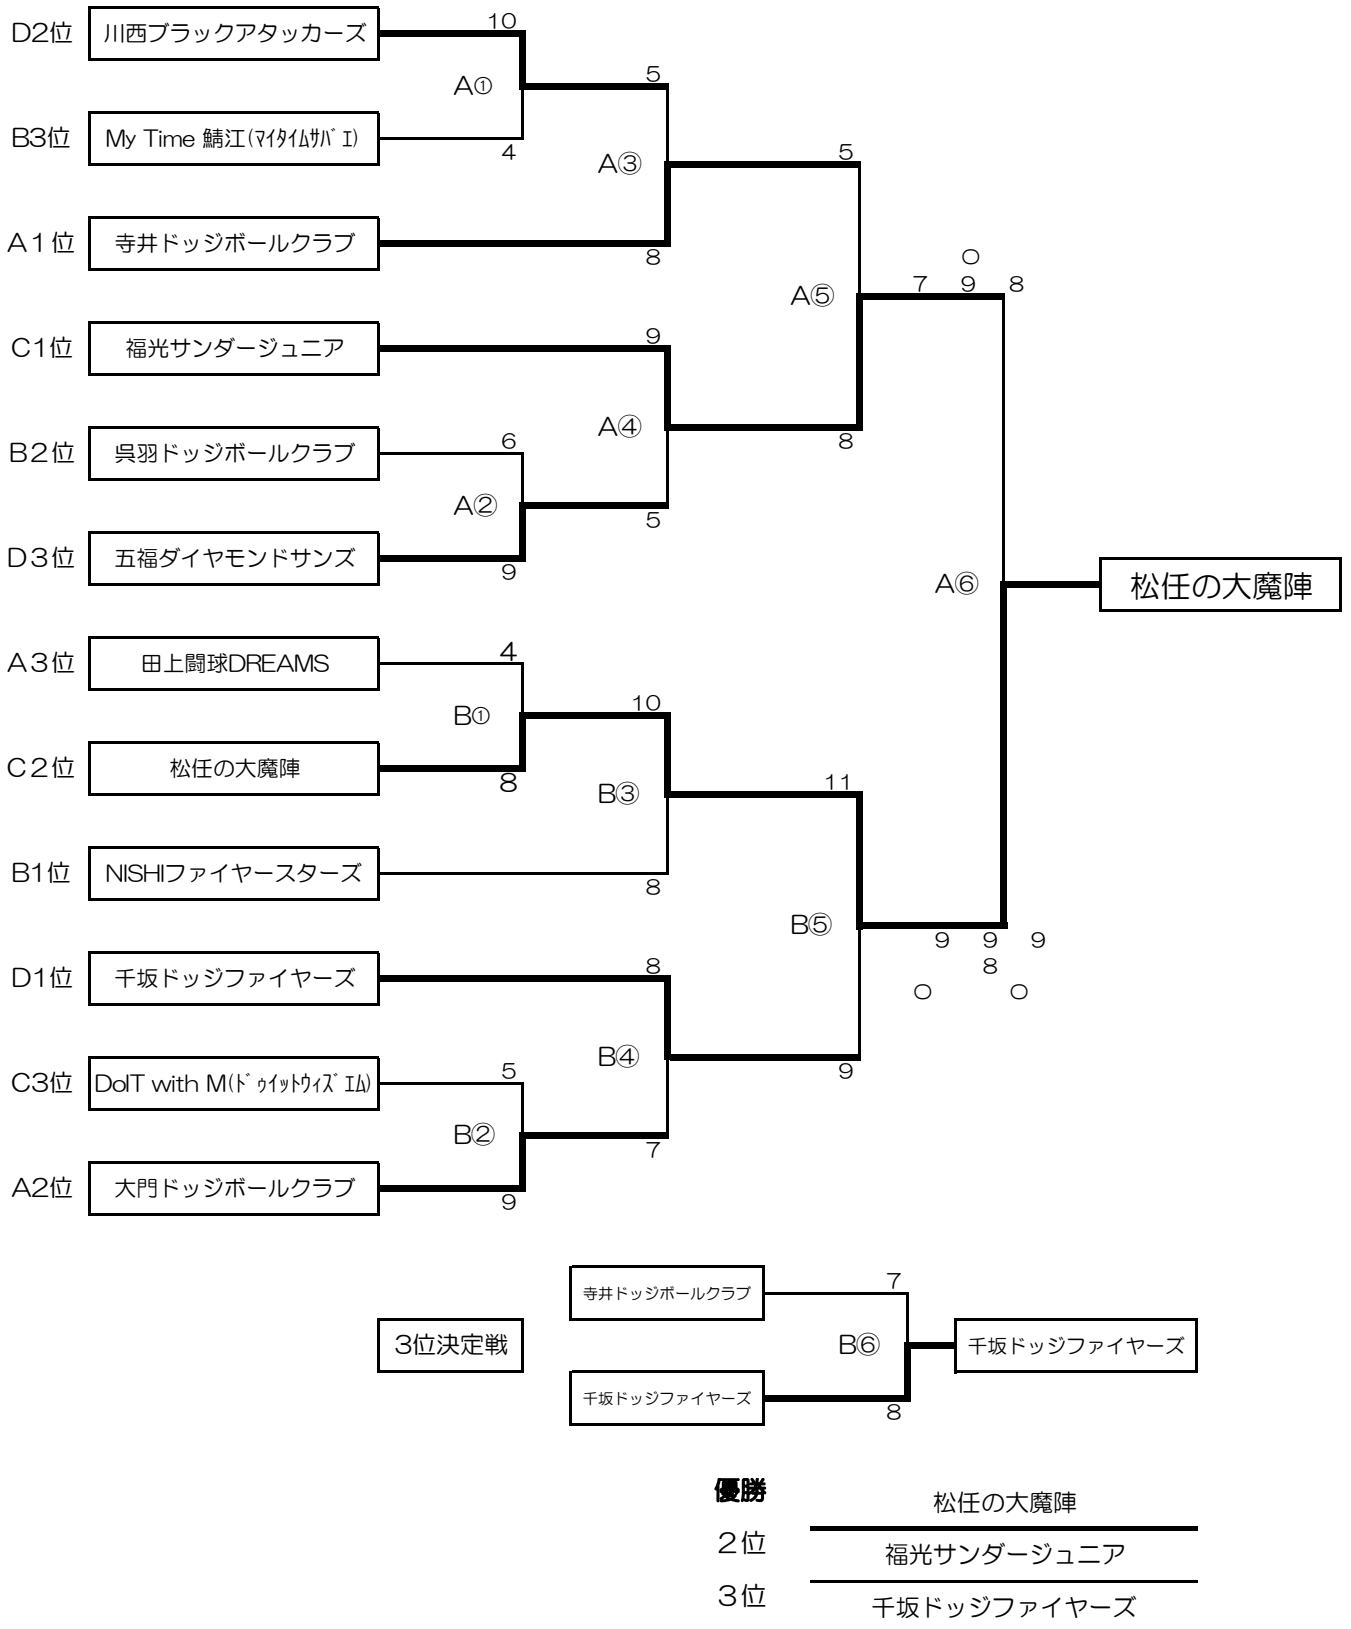 D2位 川西ブラックアタッカーズ 10
A① 5
B3位 My Time 鯖江(ﾏｲﾀｲﾑｻﾊﾞｴ) 4
A③ 5
A１位 寺井ドッジボールクラブ 8
○
A⑤ 7 9 8
C1位 福光サンダージュニア 9
A④ 8
B２位 呉羽ドッジボールクラブ 6
A② 5
D３位 五福ダイヤモンドサンズ 9
A⑥ 松任の大魔陣
A３位 田上闘球DREAMS 4
B① 10
C２位 松任の大魔陣 8
B③ 11
B1位 NISHIファイヤースターズ 8
B⑤ 9 9 9
8
○ ○
D1位 千坂ドッジファイヤーズ 8
B④ 9
C3位 DoIT with M(ﾄﾞｩｲｯﾄｳｨｽﾞｴﾑ) 5
B② 7
A2位 大門ドッジボールクラブ 9
寺井ドッジボールクラブ 7
3位決定戦 B⑥ 千坂ドッジファイヤーズ
千坂ドッジファイヤーズ 8
優勝 松任の大魔陣
２位 福光サンダージュニア
３位 千坂ドッジファイヤーズ